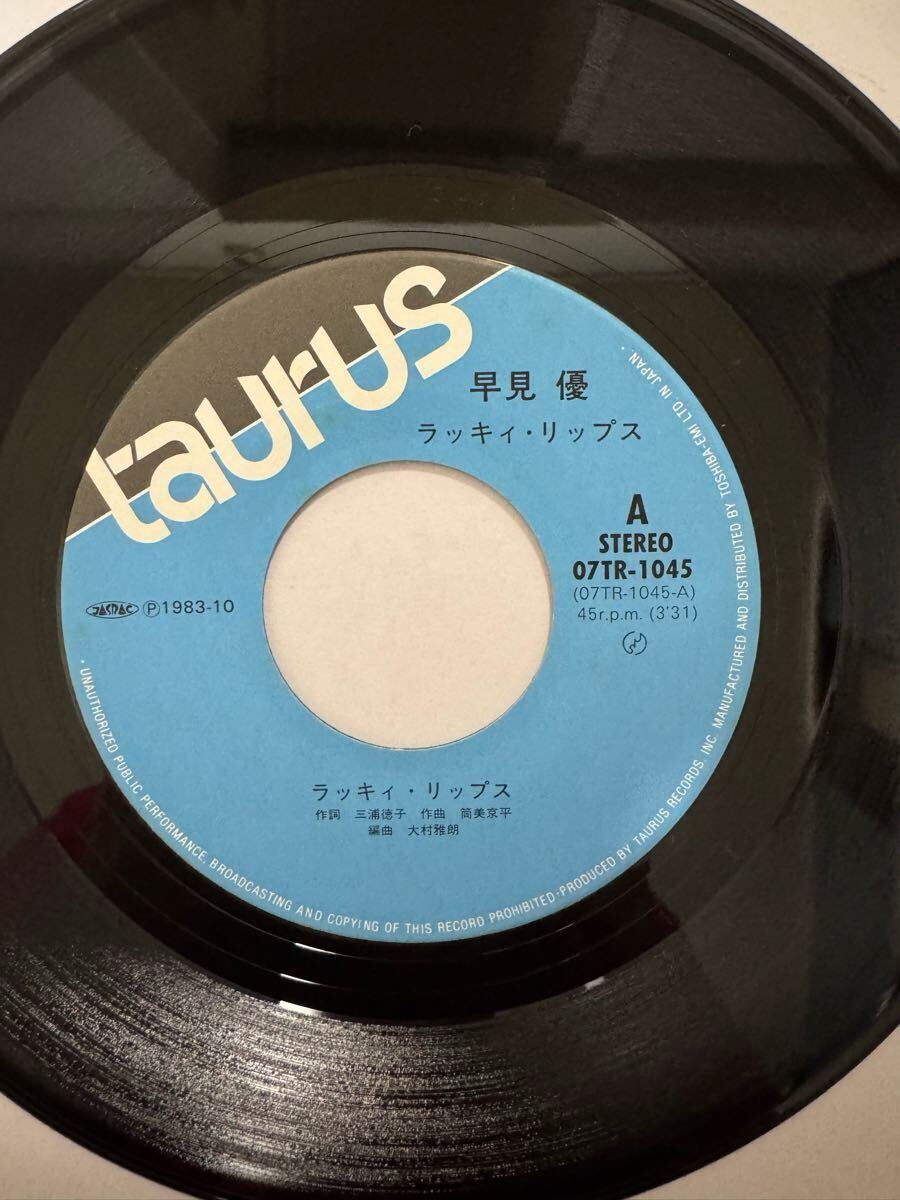 taurus
早見 優
ラッキィ・リップス
A
STEREO
07TR-1045
(07TR-1045-A)
45r.p.m. (3'31)
JASRAC Ⓟ1983-10
ラッキィ・リップス
作詞 三浦徳子 作曲 筒美京平
編曲 大村雅朗
・UNAUTHORIZED PUBLIC PERFORMANCE, BROADCASTING AND COPYING OF THIS RECORD PROHIBITED・PRODUCED BY TAURUS RECORDS INC. MANUFACTURED AND DISTRIBUTED BY TOSHIBA-EMI LTD. IN JAPAN・